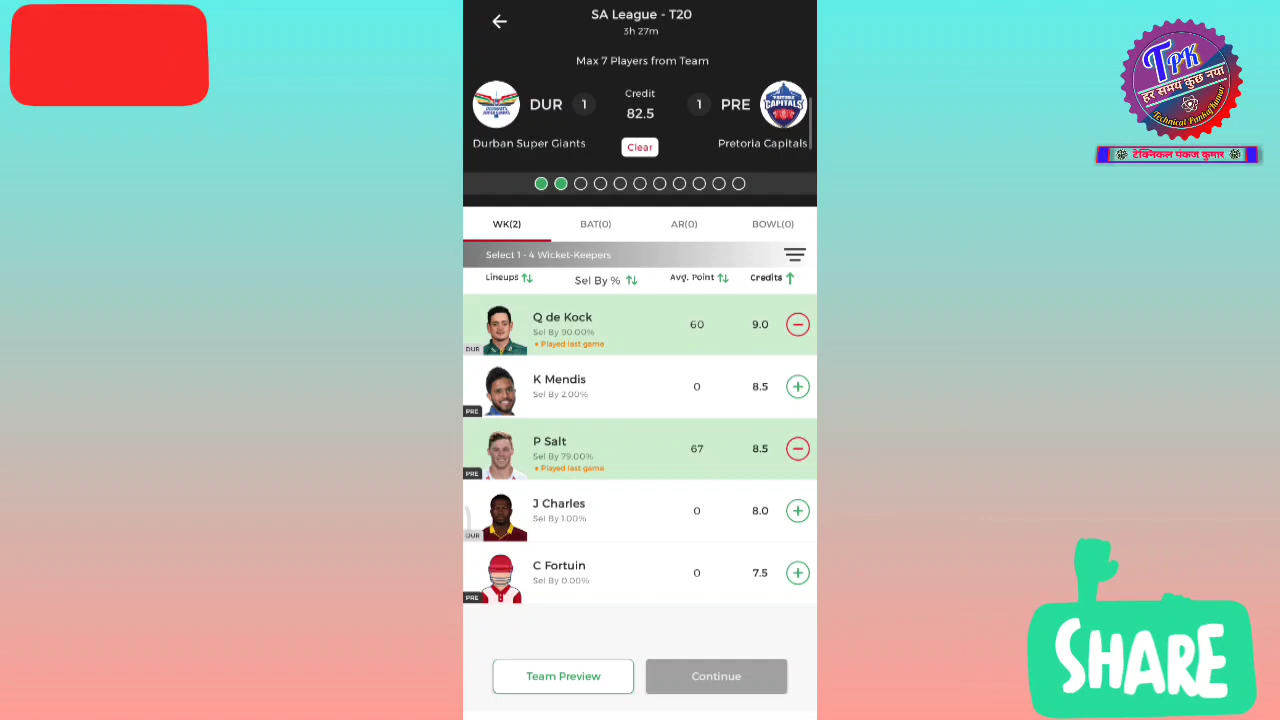 SA League - T20
3h 27m
Max 7 Players from Team
DUR 1
Credit
82.5
1 PRE
Durban Super Giants
Clear
Pretoria Capitals
WK(2) BAT(0) AR(0) BOWL(0)
Select 1 - 4 Wicket-Keepers
Lineups Sel By % Avg. Point Credits
Q de Kock
Sel By 90.00%
Played last game
60 9.0
DUR
K Mendis
Sel By 2.00%
0 8.5
PRE
P Salt
Sel By 79.00%
Played last game
67 8.5
PRE
J Charles
Sel By 1.00%
0 8.0
DUR
C Fortuin
Sel By 0.00%
0 7.5
PRE
Team Preview Continue
TPK
हर समय कुछ नया
Technical Pankaj Kumar
टेक्निकल पंकज कुमार
SHARE
CAPITALS